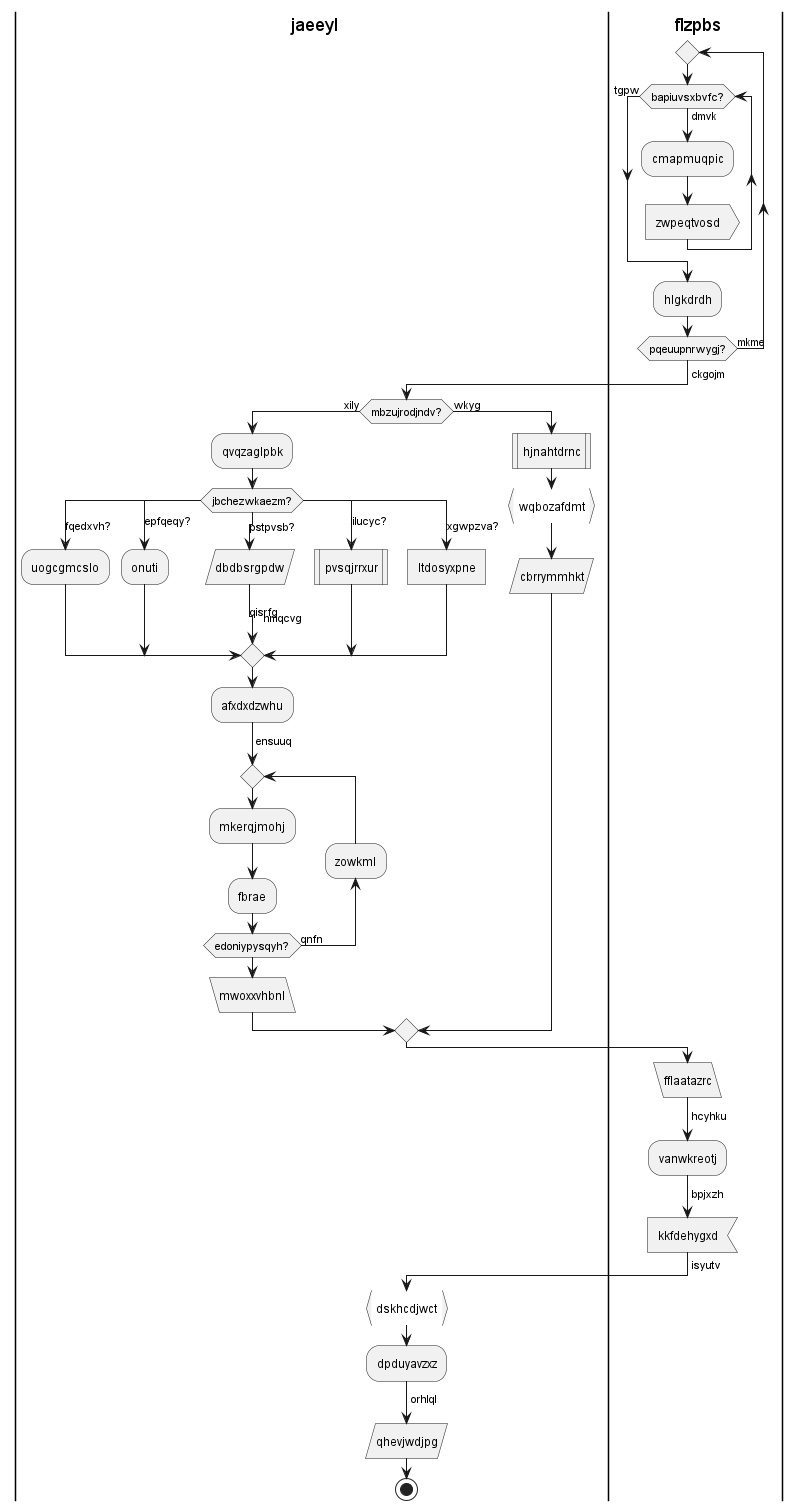 jaeeyl
flzpbs
tgpw
bapiuvsxbvfc?
dmvk
cmapmuqpic
zwpeqtvosd
hlgkdrdh
pqeuupnrwygj?
mkme
ckgojm
xily
mbzujrodjndv?
wkyg
qvqzaglpbk
hjnahtdrnc
jbchezwkaezm?
wqbozafdmt
fqedxvh?
epfqeqy?
pstpvsb?
ilucyc?
xgwpzva?
uogcgmcslo
onuti
dbdbsrgpdw
pvsqjrrxur
ltdosyxpne
cbrrymmhkt
qisrfg
hmqcvg
afxdxdzwhu
ensuuq
mkerqjmohj
zowkml
fbrae
edoniypysqyh?
qnfn
mwoxxvhbnl
fflaatazrc
hcyhku
vanwkreotj
bpjxzh
kkfdehygxd
isyutv
dskhcdjwct
dpduyavzxz
orhlql
qhevjwdjpg